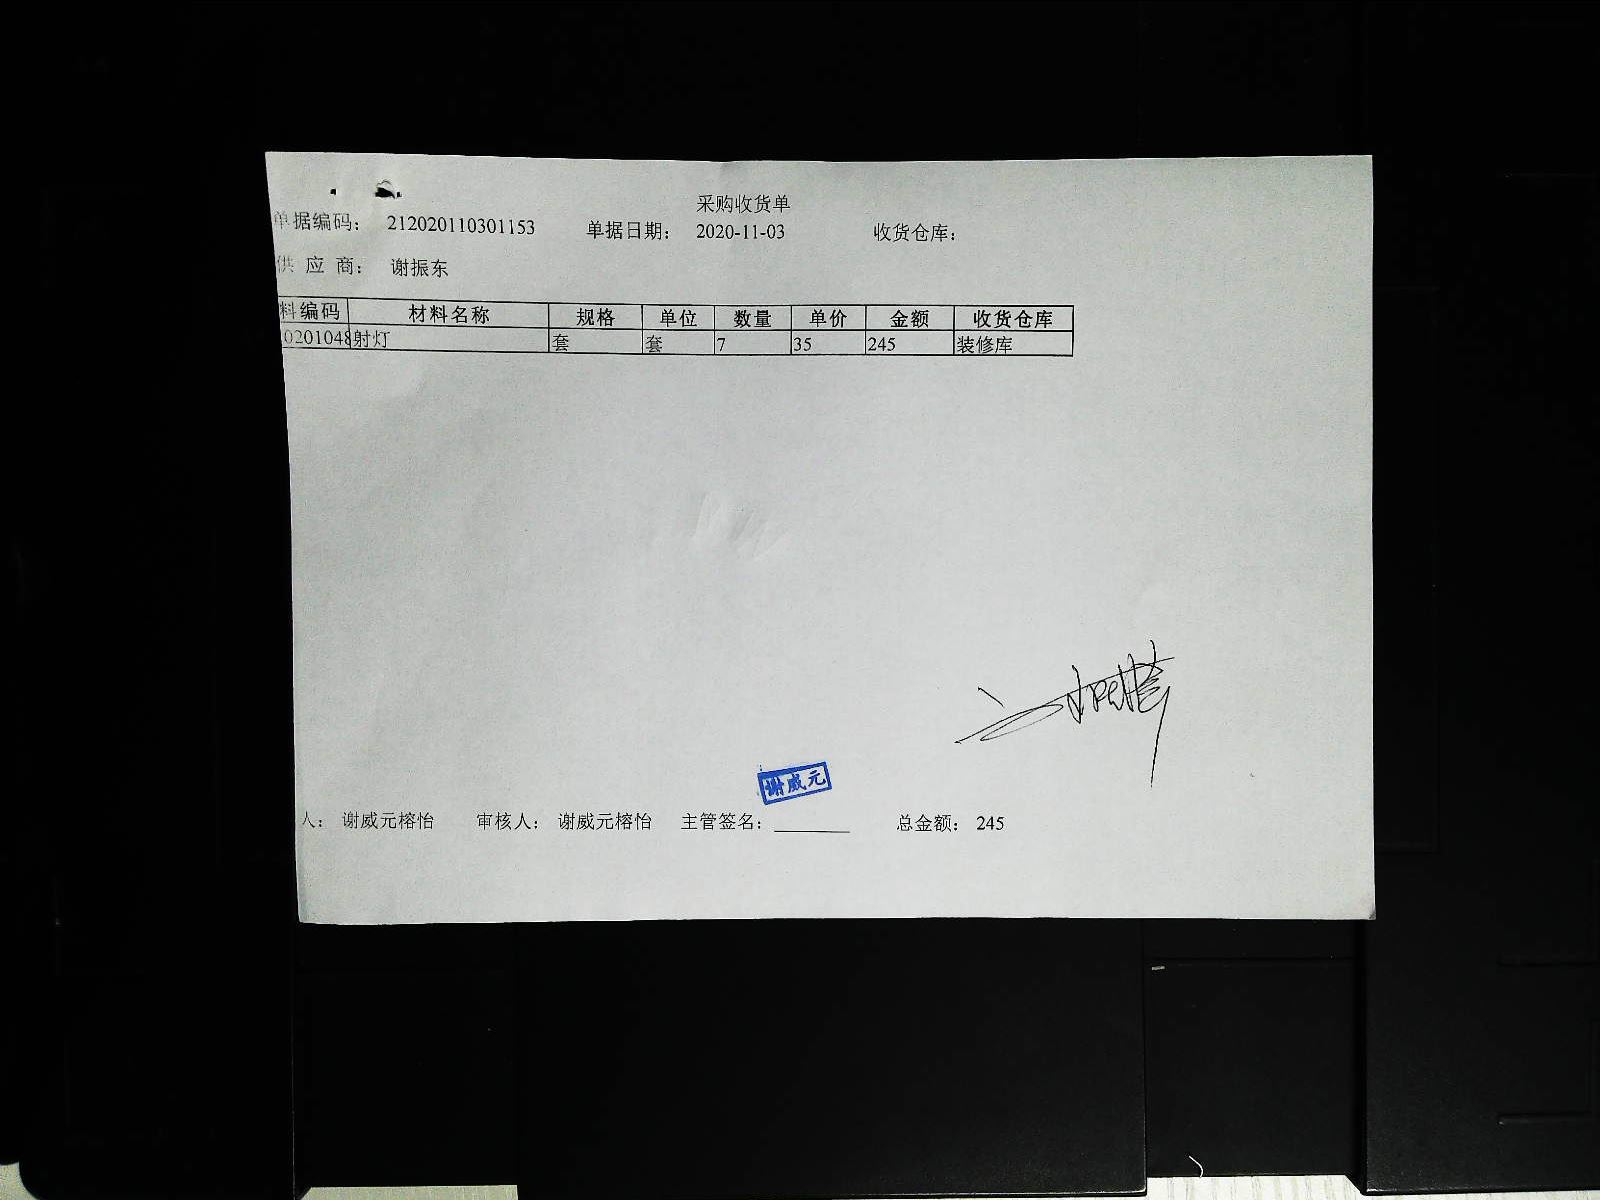 采购收货单
单据编码： 212020110301153 单据日期： 2020-11-03 收货仓库：
供 应 商： 谢振东
料编码 材料名称 规格 单位 数量 单价 金额 收货仓库
0201048 射灯 套 套 7 35 245 装修库
谢威元
人： 谢威元榕怡 审核人： 谢威元榕怡 主管签名： 总金额： 245